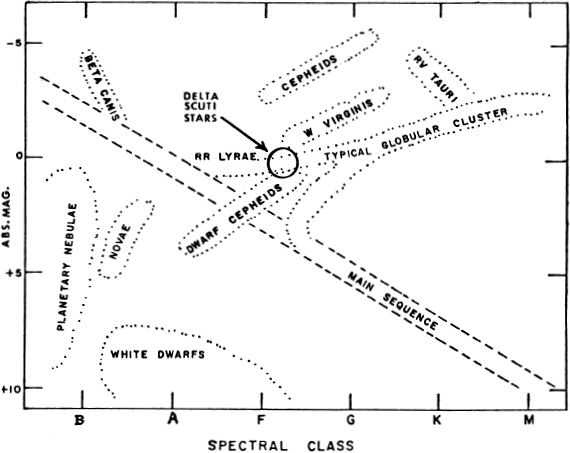 -5
BETA CANIS
CEPHEIDS
RV TAURI
DELTA
SCUTI
STARS
W VIRGINIS
0
RR LYRAE
TYPICAL GLOBULAR CLUSTER
ABS. MAG.
DWARF CEPHEIDS
PLANETARY NEBULAE
NOVAE
+5
MAIN SEQUENCE
WHITE DWARFS
+10
B A F G K M
SPECTRAL CLASS